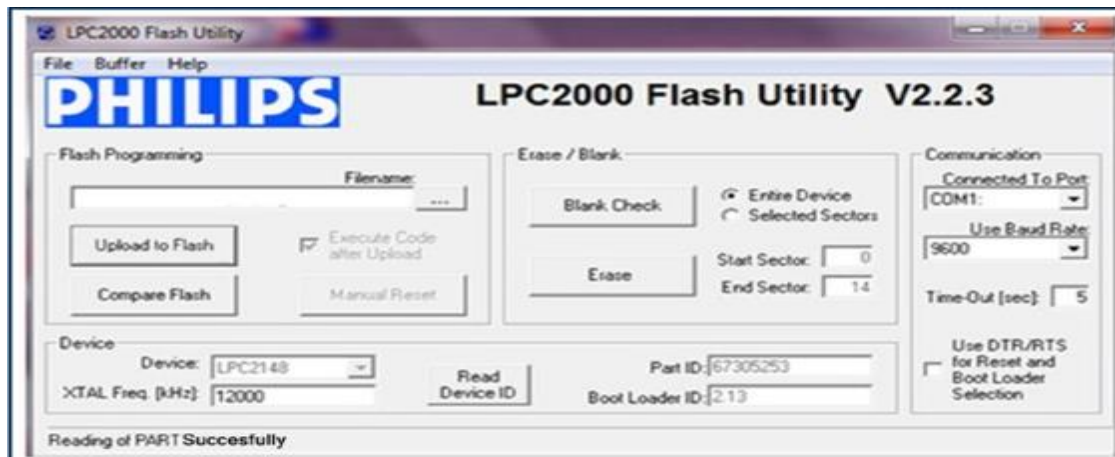 LPC2000 Flash Utility
File Buffer Help
PHILIPS
LPC2000 Flash Utility V2.2.3
Flash Programming
Filename:
...
Upload to Flash
Execute Code
after Upload
Compare Flash
Manual Reset
Erase / Blank
Blank Check
Entire Device
Selected Sectors
Erase
Start Sector: 0
End Sector: 14
Communication
Connected To Port:
COM1:
Use Baud Rate:
9600
Time-Out [sec]: 5
Use DTR/RTS
for Reset and
Boot Loader
Selection
Device
Device: LPC2148
XTAL Freq. [kHz]: 12000
Read
Device ID
Part ID: 67305253
Boot Loader ID: 2.13
Reading of PART Succesfully